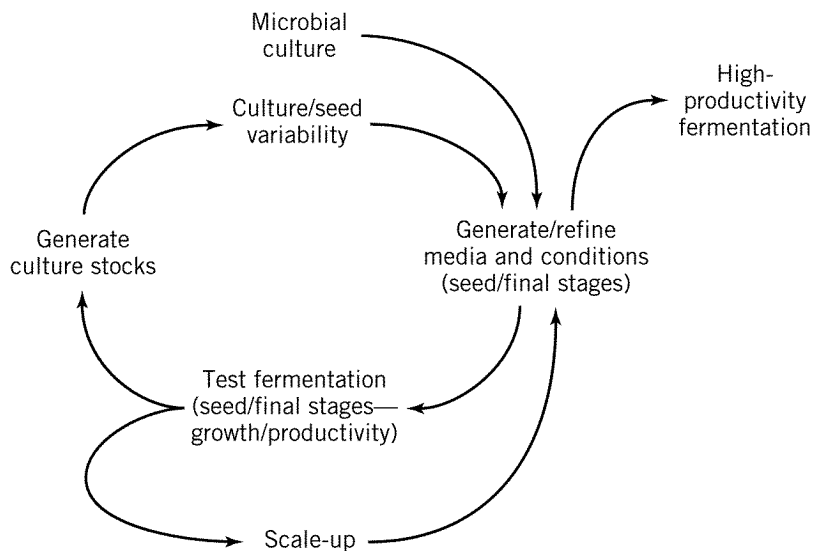 Microbial
culture
High-
productivity
fermentation
Culture/seed
variability
Generate/refine
media and conditions
(seed/final stages)
Generate
culture stocks
Test fermentation
(seed/final stages—
growth/productivity)
Scale-up